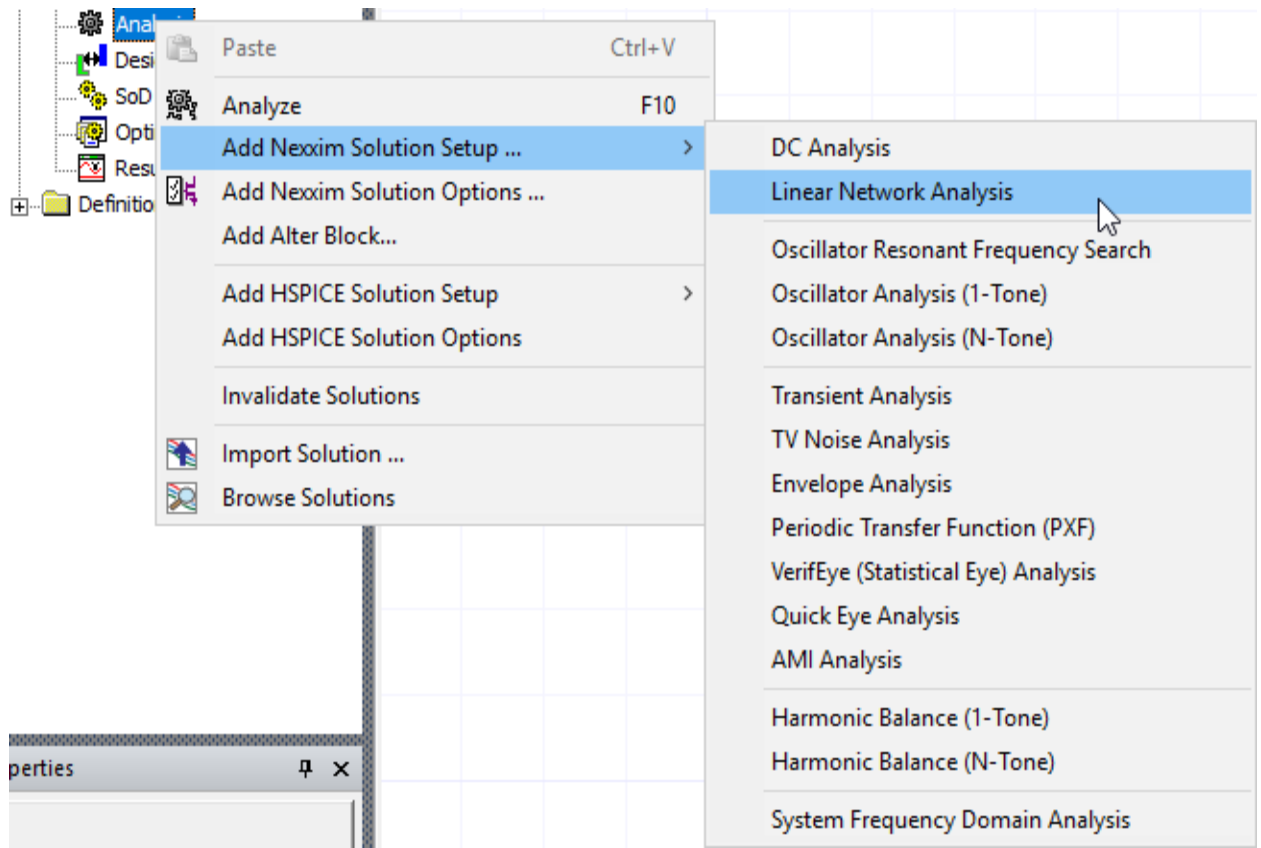 Paste Ctrl+V
Analyze F10
Add Nexxim Solution Setup ...
Add Nexxim Solution Options ...
Add Alter Block...
Add HSPICE Solution Setup
Add HSPICE Solution Options
Invalidate Solutions
Import Solution ...
Browse Solutions
DC Analysis
Linear Network Analysis
Oscillator Resonant Frequency Search
Oscillator Analysis (1-Tone)
Oscillator Analysis (N-Tone)
Transient Analysis
TV Noise Analysis
Envelope Analysis
Periodic Transfer Function (PXF)
VerifEye (Statistical Eye) Analysis
Quick Eye Analysis
AMI Analysis
Harmonic Balance (1-Tone)
Harmonic Balance (N-Tone)
System Frequency Domain Analysis
SoD